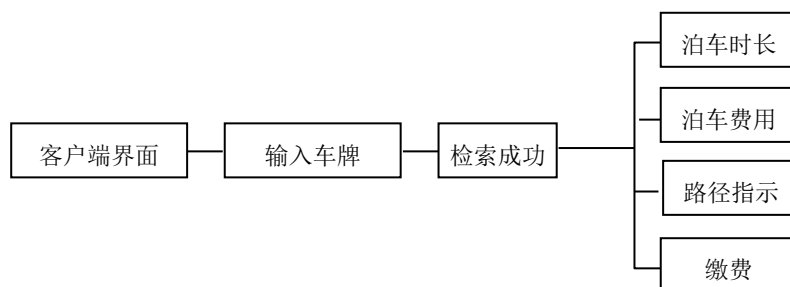 客户端界面
输入车牌
检索成功
泊车时长
泊车费用
路径指示
缴费